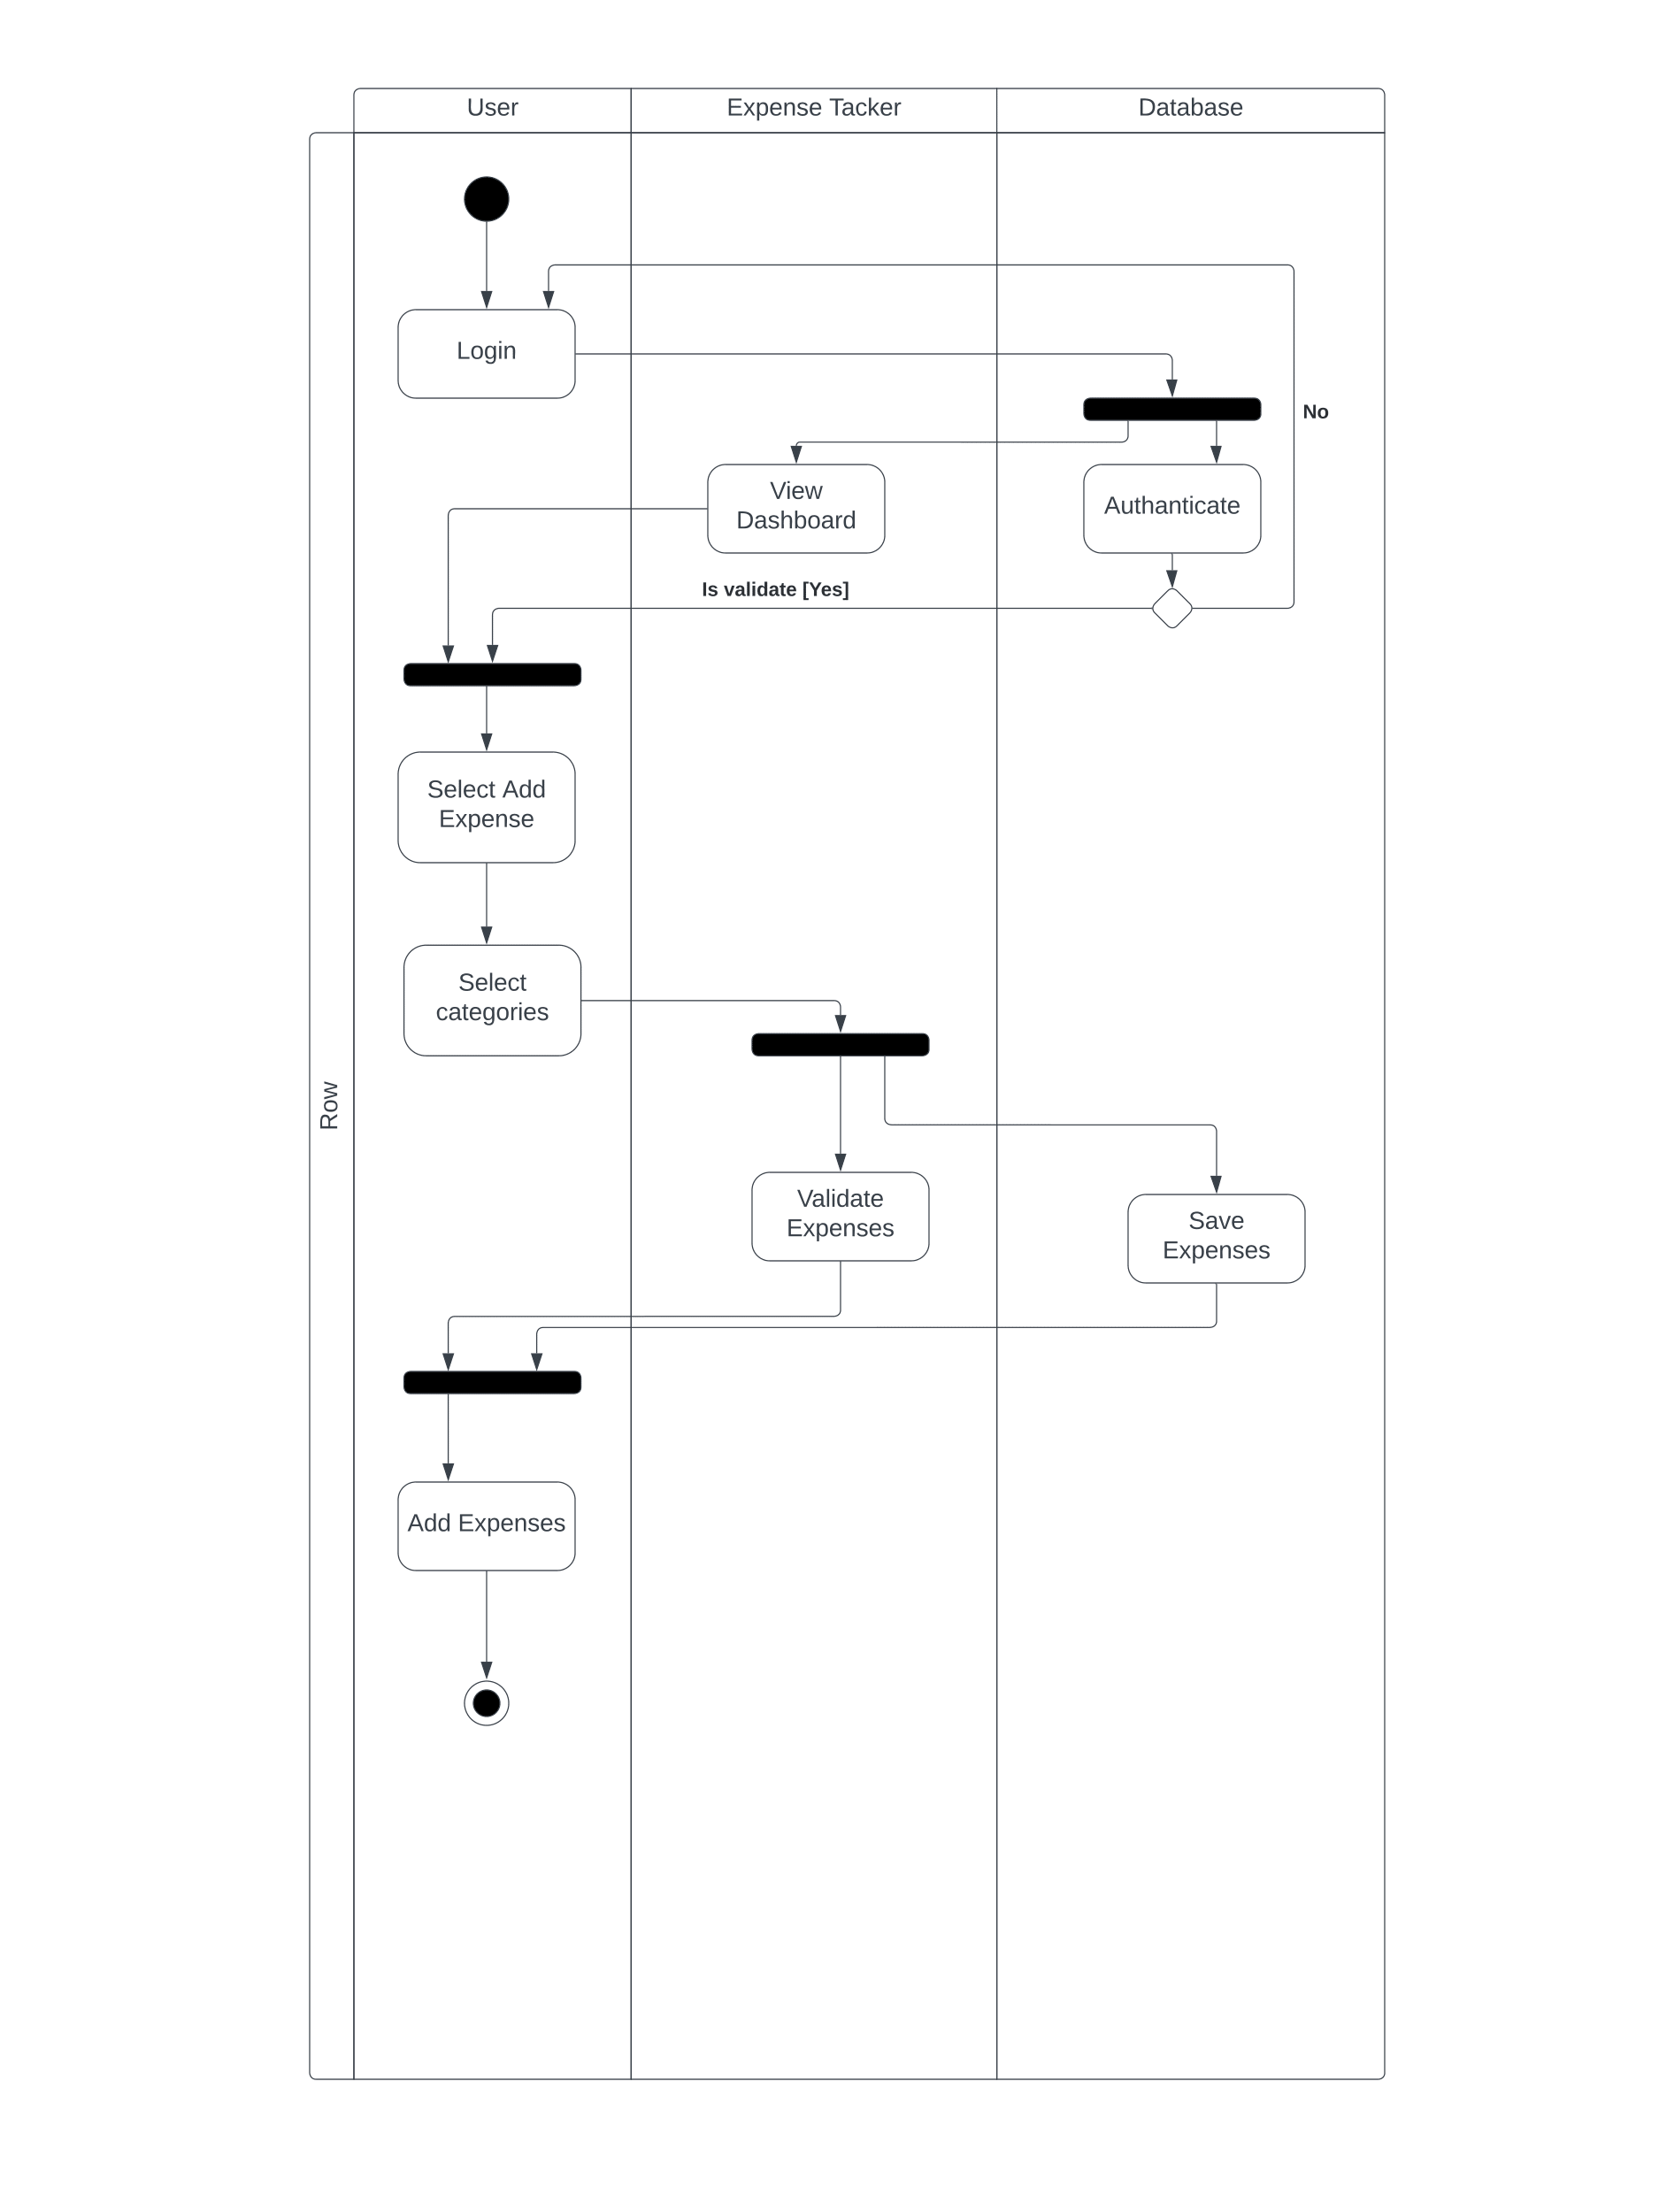 User
Expense Tacker
Database
Login
No
View
Dashboard
Authanticate
Is validate [Yes]
Select Add
Expense
Select
categories
Row
Validate
Expenses
Save
Expenses
Add Expenses